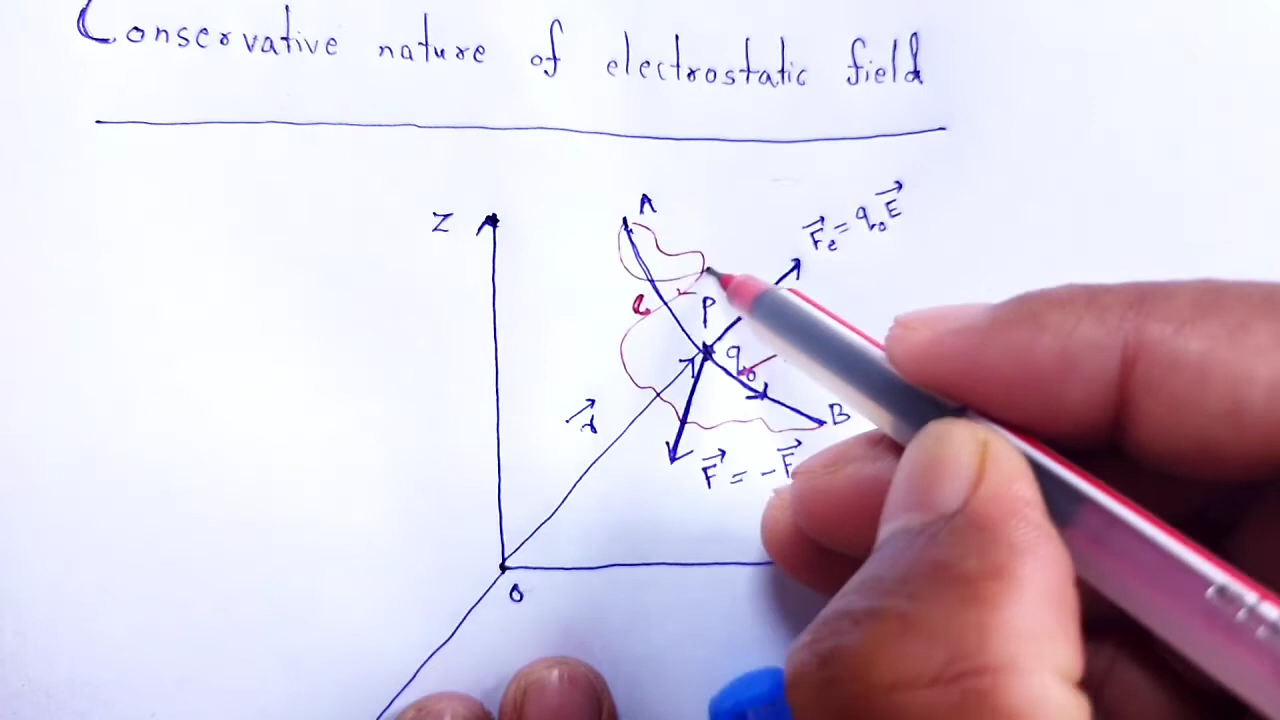 Conservative nature of electrostatic field
A
Z
F⃗e = q₀E⃗
C
P
q₀
r⃗
B
F⃗ = -F⃗
O